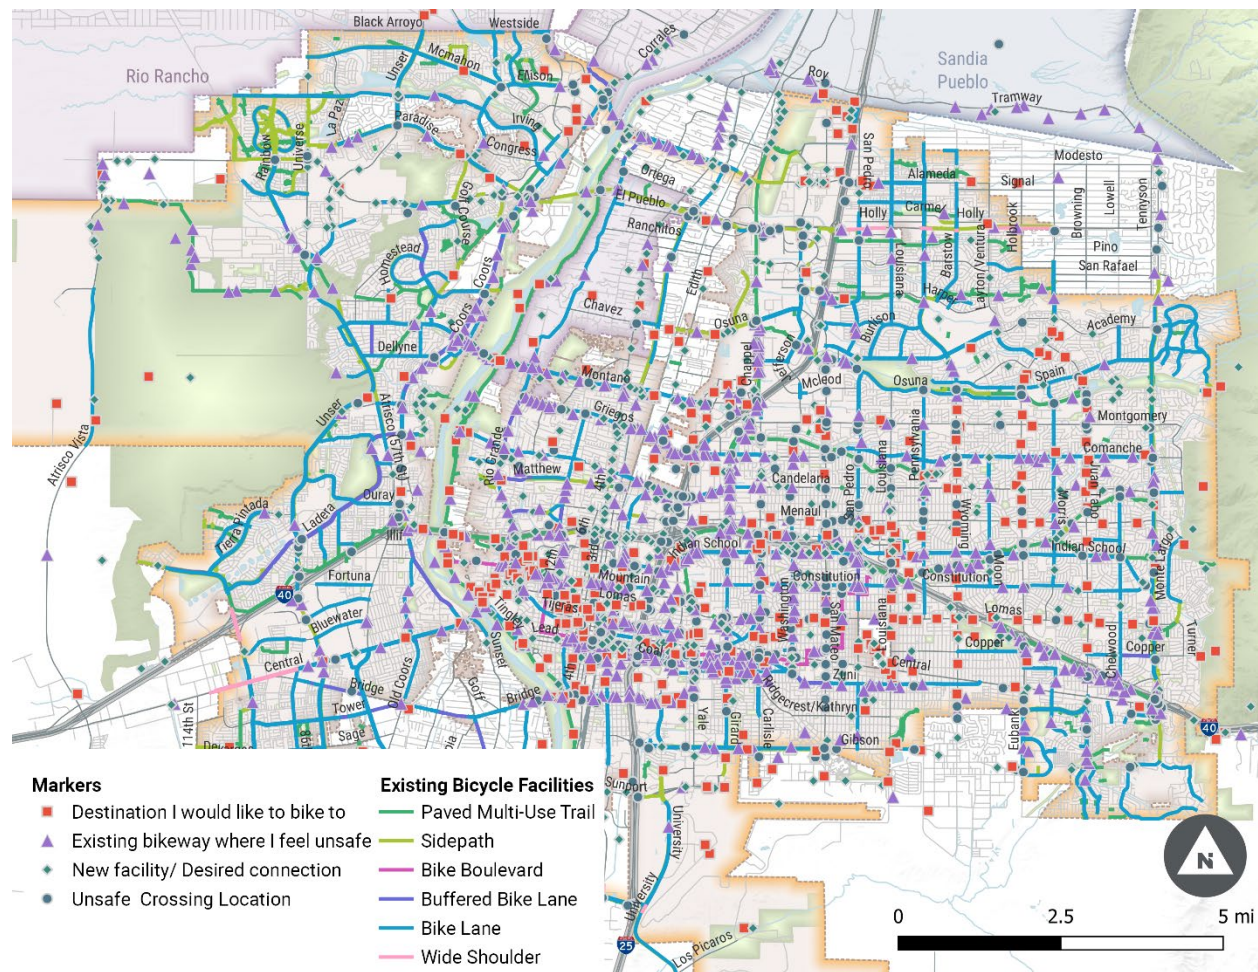 Black Arroyo
Westside
Corrales
Rio Rancho
Unser
Mcmahon
Ellison
Roy
Sandia
Pueblo
Tramway
La Paz
Irving
Paradise
Congress
Rainbow
Universe
San Pedro
Modesto
Ortega
Alameda
Signal
El Pueblo
Golf Course
Browning
Lowell
Tennyson
Holly
Carmel
Holly
Holbrook
Ranchitos
Louisiana
Barstow
Lanton/Ventura
Pino
San Rafael
Homestead
Coors
Edith
Harper
Chavez
Coors
Osuna
Burlison
Academy
Dellyne
Jefferson
Chappel
Montano
Mcleod
Osuna
Spain
Unser
Atrisco (57th St)
Griegos
Montgomery
Atrisco Vista
Rio Grande
Comanche
Matthew
4th
Candelaria
San Pedro
Louisiana
Pennsylvania
Juan Tabo
Ouray
Ladera
Menaul
Wyoming
Morris
Tierra Pintada
Illif
12th
3rd
Indian School
Indian School
Monte Largo
Fortuna
Mountain
Constitution
Constitution
Moon
40
Lomas
Lomas
Bluewater
Tingley
Tijeras
Washington
San Mateo
Louisiana
Lead
Copper
Chelwood
Copper
Turner
Central
Sunset
Coal
Central
Bridge
Old Coors
Goff
Bridge
4th
Zuni
Ridgecrest/Kathryn
114th St
Tower
Sage
Yale
Girard
Carlisle
Gibson
Eubank
40
Sunport
University
University
25
Los Picaros
Markers
Destination I would like to bike to
Existing bikeway where I feel unsafe
New facility/ Desired connection
Unsafe Crossing Location
Existing Bicycle Facilities
Paved Multi-Use Trail
Sidepath
Bike Boulevard
Buffered Bike Lane
Bike Lane
Wide Shoulder
N
0 2.5 5 mi